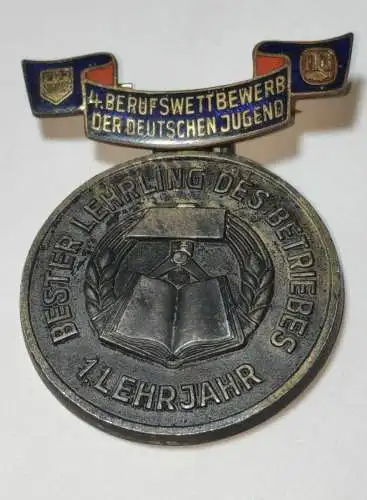 4. BERUFSWETTBEWERB
DER DEUTSCHEN JUGEND
BESTER LEHRLING DES BETRIEBES
1. LEHRJAHR